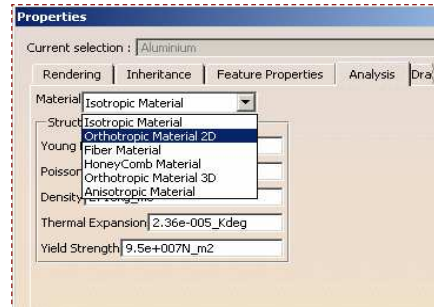 Properties
Current selection : Aluminium
Rendering Inheritance Feature Properties Analysis Dra
Material Isotropic Material
Struct
Isotropic Material
Orthotropic Material 2D
Young
Fiber Material
HoneyComb Material
Poisson
Orthotropic Material 3D
Density
Anisotropic Material
Thermal Expansion 2.36e-005_Kdeg
Yield Strength 9.5e+007N_m2